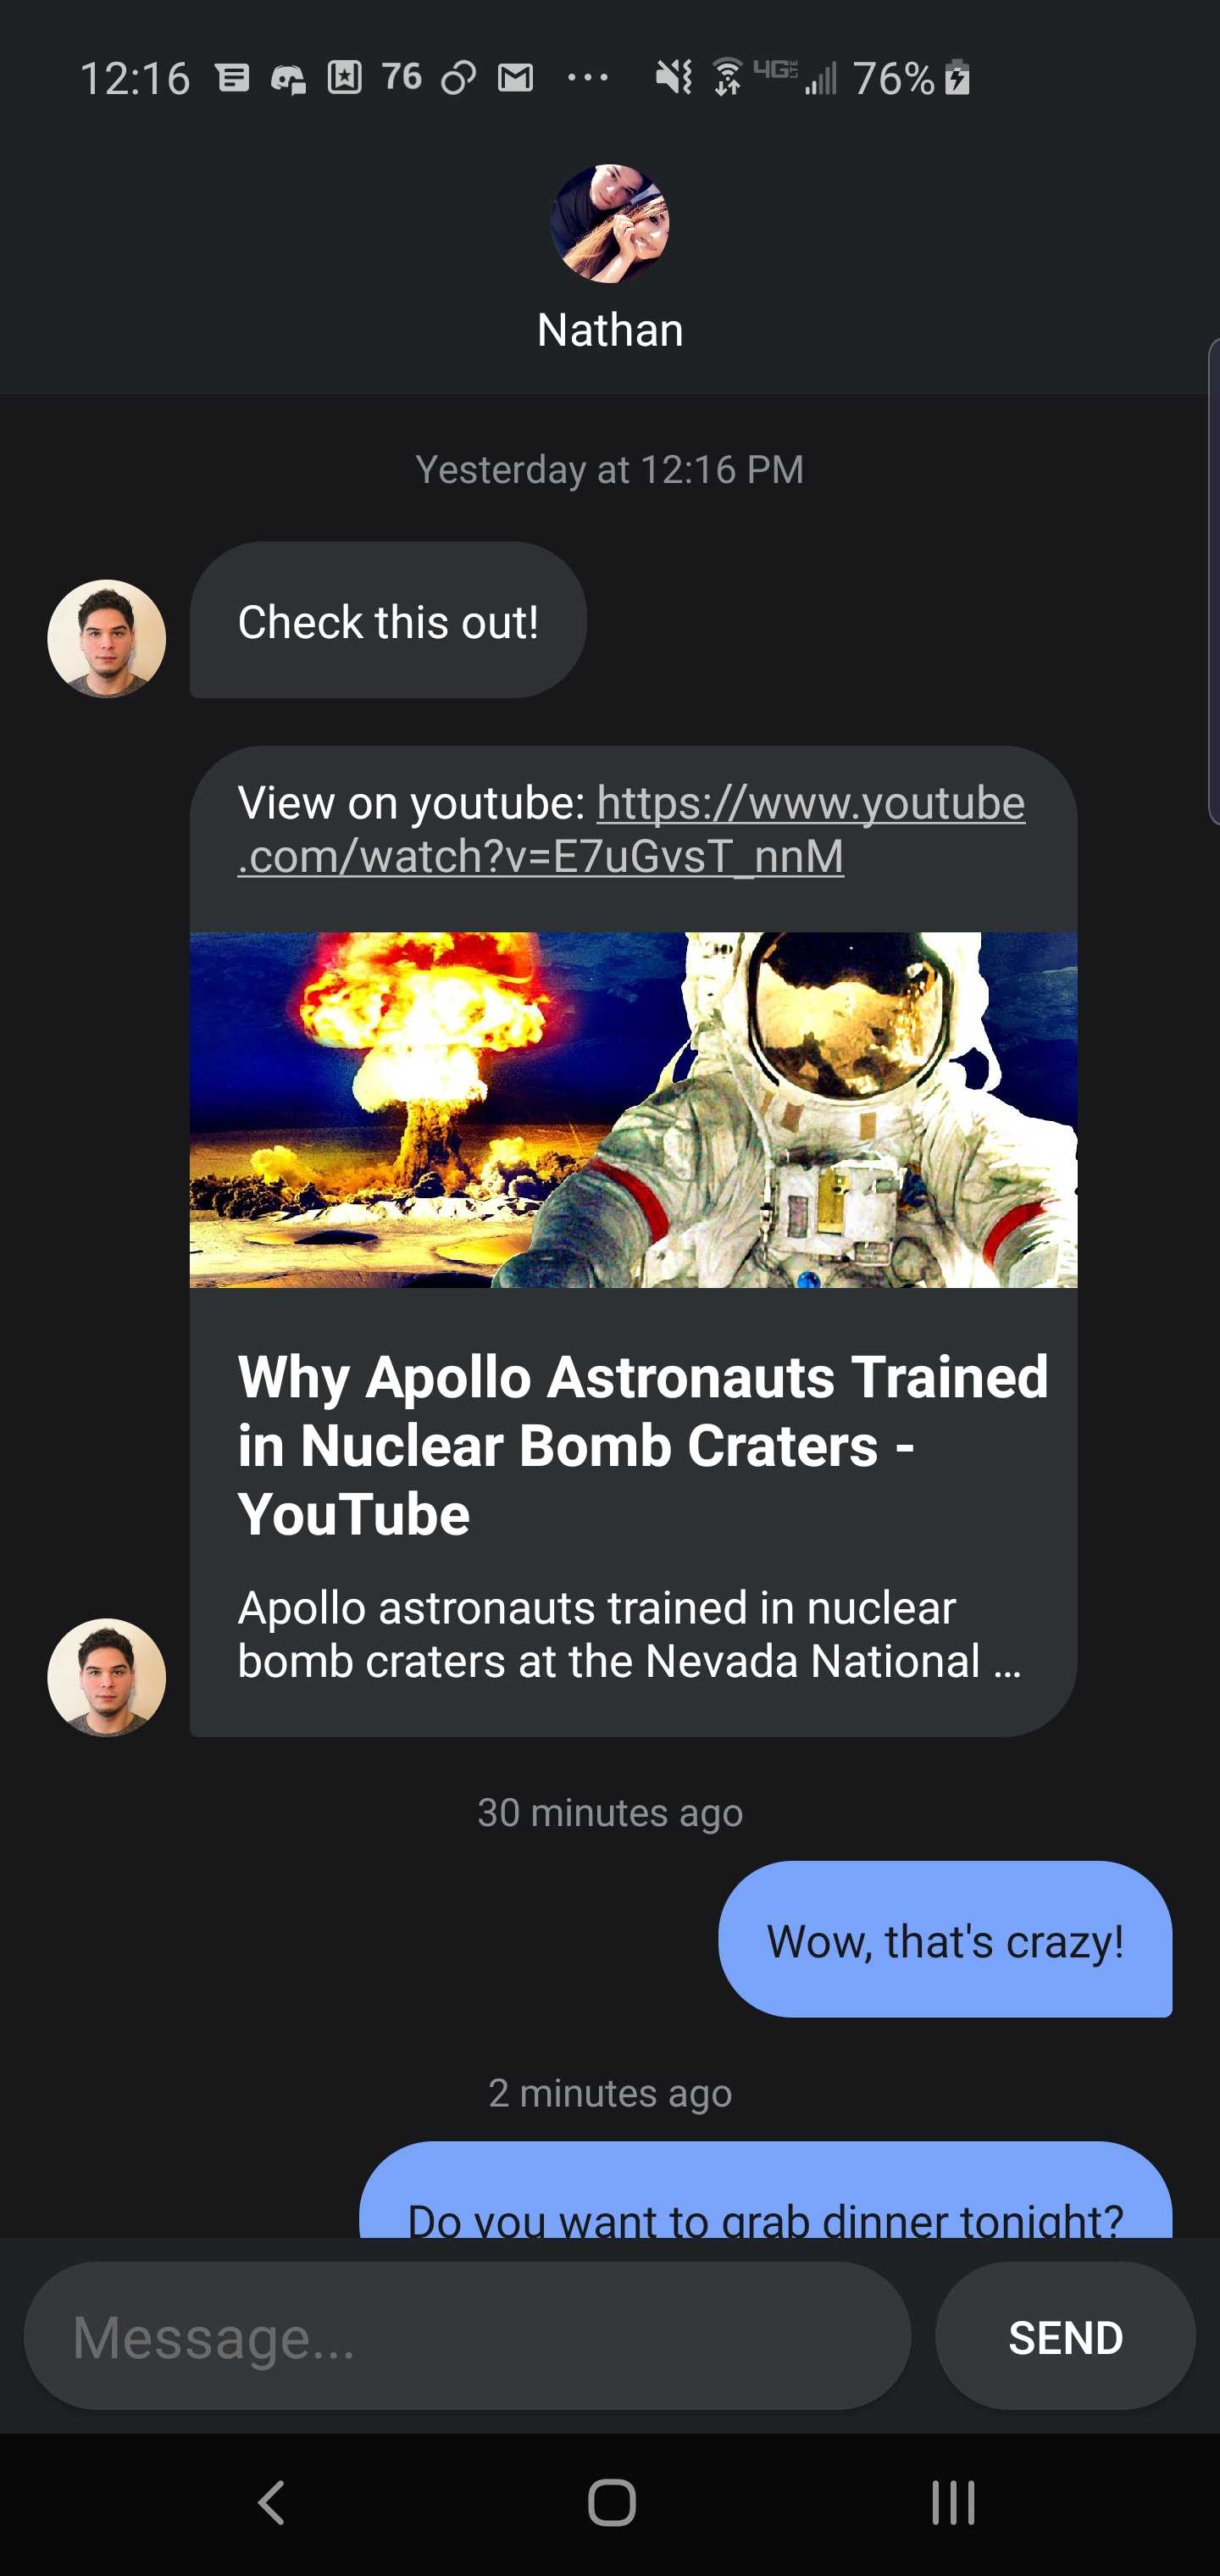 12:16 76 4G LTE 76%
Nathan
Yesterday at 12:16 PM
Check this out!
View on youtube: https://www.youtube
.com/watch?v=E7uGvsT_nnM
Why Apollo Astronauts Trained
in Nuclear Bomb Craters -
YouTube
Apollo astronauts trained in nuclear
bomb craters at the Nevada National ...
30 minutes ago
Wow, that's crazy!
2 minutes ago
Do you want to grab dinner tonight?
Message...
SEND